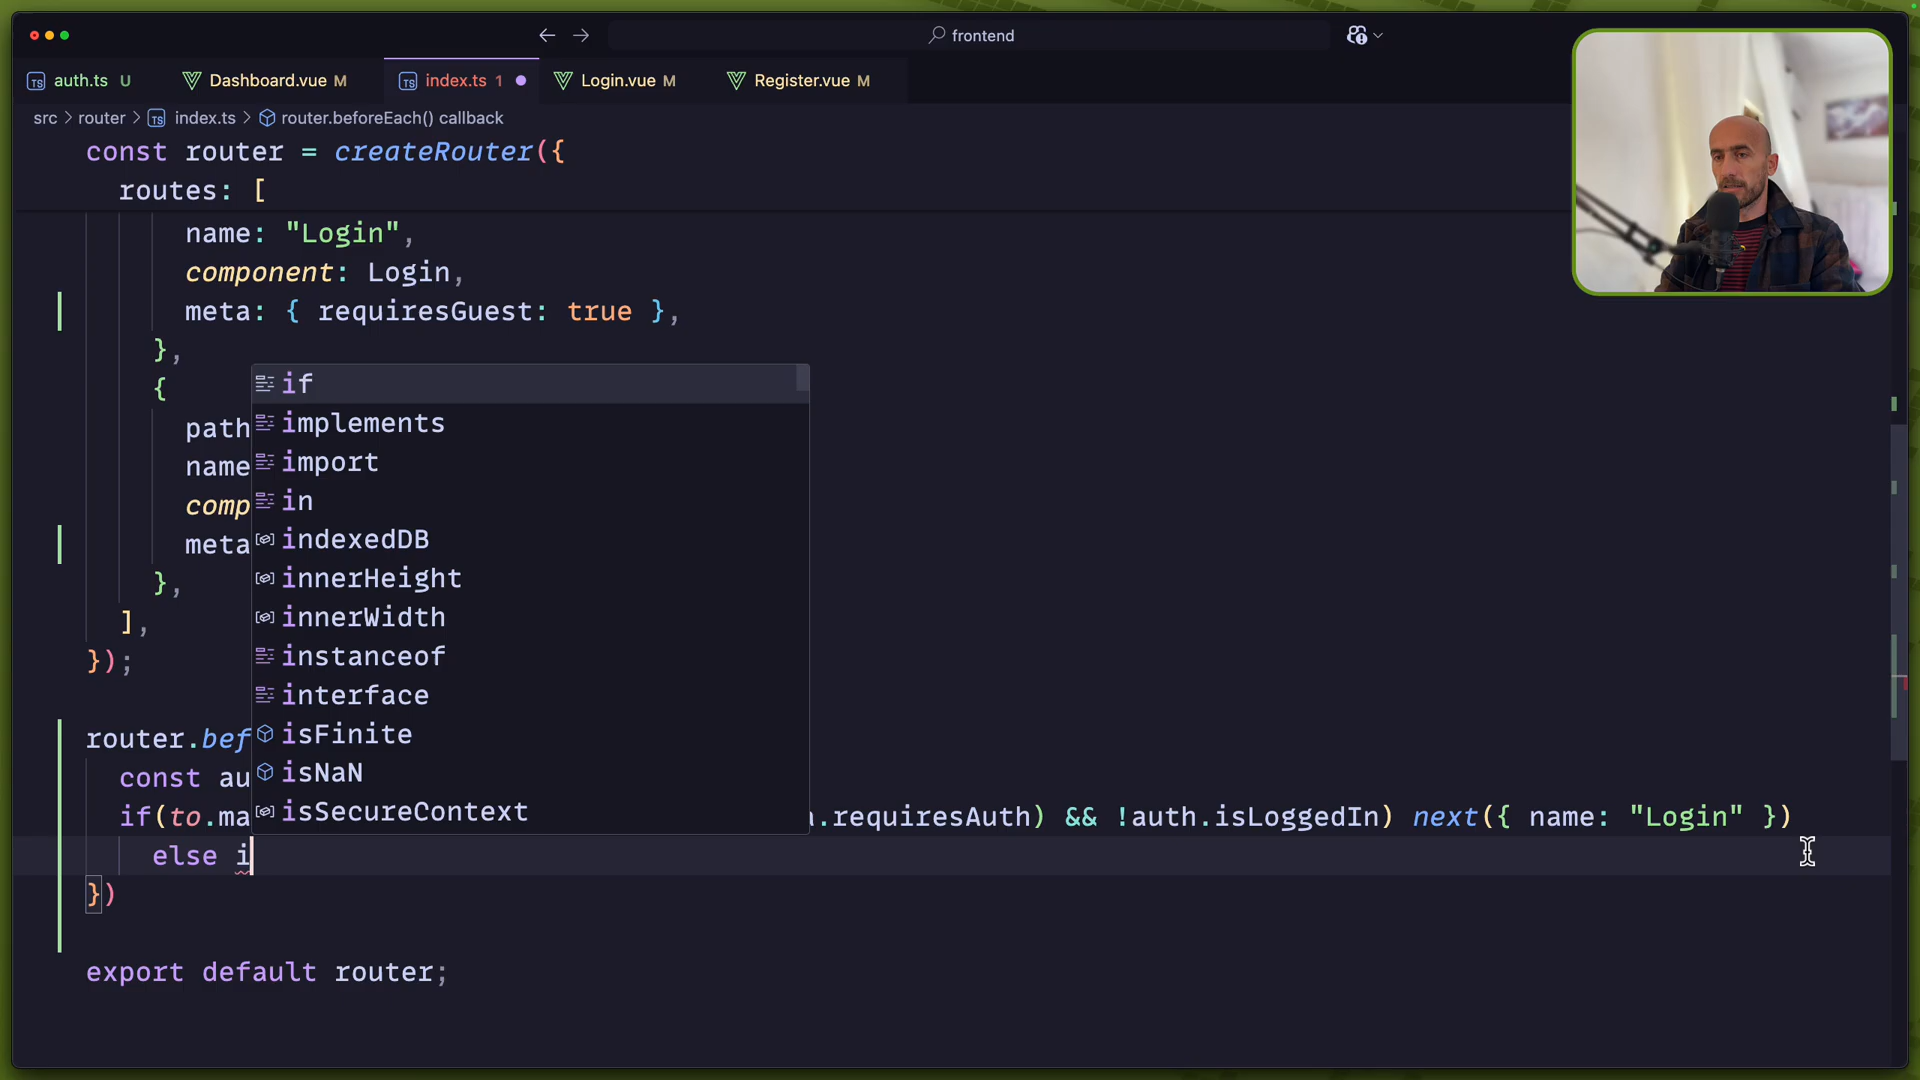 frontend
auth.ts U
Dashboard.vue M
index.ts 1
Login.vue M
Register.vue M
src > router > TS index.ts > router.beforeEach() callback
const router = createRouter({
routes: [
name: "Login",
component: Login,
meta: { requiresGuest: true },
},
{
path
name
comp
meta
},
],
});
if
implements
import
in
indexedDB
innerHeight
innerWidth
instanceof
interface
isFinite
isNaN
isSecureContext
router.bef
const au
if(to.ma .requiresAuth) && !auth.isLoggedIn) next({ name: "Login" })
else i
})
export default router;